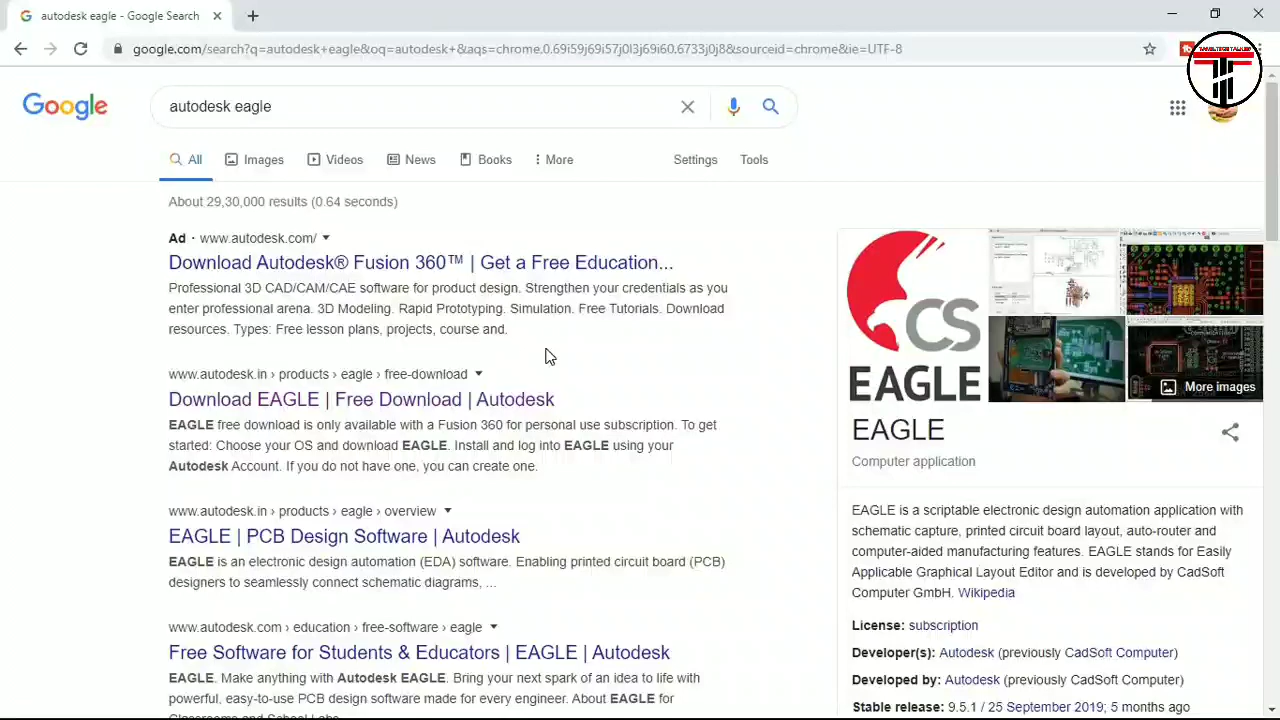 autodesk eagle - Google Search
google.com/search?q=autodesk+eagle&oq=autodesk+&aqs=chrome.0.69i59j69i57j0l3j69i60.6733j0j8&sourceid=chrome&ie=UTF-8
Google
autodesk eagle
All Images Videos News Books More Settings Tools
About 29,30,000 results (0.64 seconds)
Ad · www.autodesk.com/
Download Autodesk® Fusion 360™ | Get a Free Education...
Professional 3D CAD/CAM/CAE software for product design. Strengthen your credentials as you
enter professional arena. 3D Modeling. Rapid Prototyping. Simulation. Free Tutorials. Download
resources. Types: Free lesson plans, projects, course and.
www.autodesk.in › products › eagle › free-download
Download EAGLE | Free Download | Autodesk
EAGLE free download is only available with a Fusion 360 for personal use subscription. To get
started: Choose your OS and download EAGLE. Install and log into EAGLE using your
Autodesk Account. If you do not have one, you can create one.
www.autodesk.in › products › eagle › overview
EAGLE | PCB Design Software | Autodesk
EAGLE is an electronic design automation (EDA) software. Enabling printed circuit board (PCB)
designers to seamlessly connect schematic diagrams, ...
www.autodesk.com › education › free-software › eagle
Free Software for Students & Educators | EAGLE | Autodesk
EAGLE. Make anything with Autodesk EAGLE. Bring your next spark of an idea to life with
powerful, easy-to-use PCB design software made for every engineer. About EAGLE for
Classrooms and School Labs
CS
EAGLE
More images
EAGLE
Computer application
EAGLE is a scriptable electronic design automation application with
schematic capture, printed circuit board layout, auto-router and
computer-aided manufacturing features. EAGLE stands for Easily
Applicable Graphical Layout Editor and is developed by CadSoft
Computer GmbH. Wikipedia
License: subscription
Developer(s): Autodesk (previously CadSoft Computer)
Developed by: Autodesk (previously CadSoft Computer)
Stable release: 9.5.1 / 25 September 2019; 5 months ago